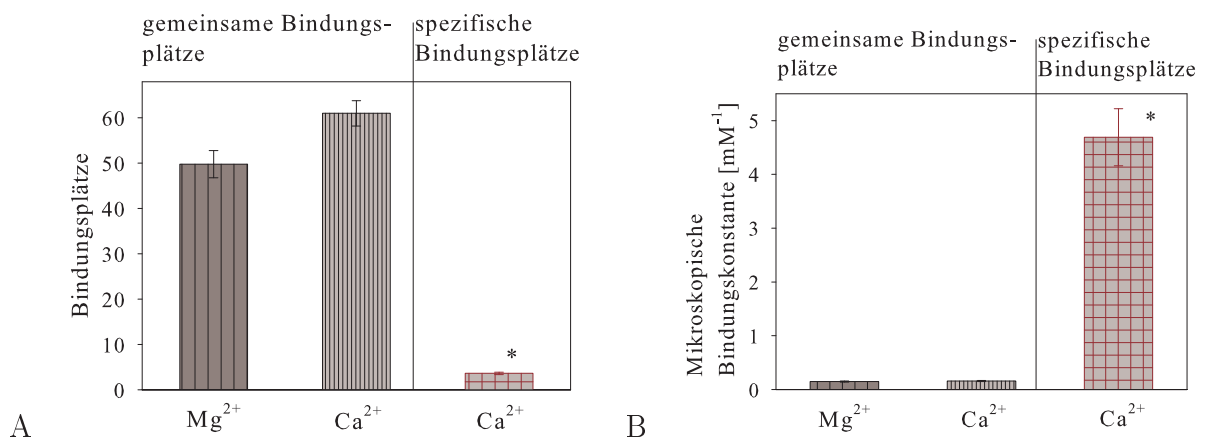 gemeinsame Bindungs-
plätze
spezifische
Bindungsplätze
Bindungsplätze
60
50
40
30
20
10
0
*
Mg²⁺
Ca²⁺
Ca²⁺
A
gemeinsame Bindungs-
plätze
spezifische
Bindungsplätze
Mikroskopische
Bindungskonstante [mM⁻¹]
5
4
3
2
1
0
*
Mg²⁺
Ca²⁺
Ca²⁺
B